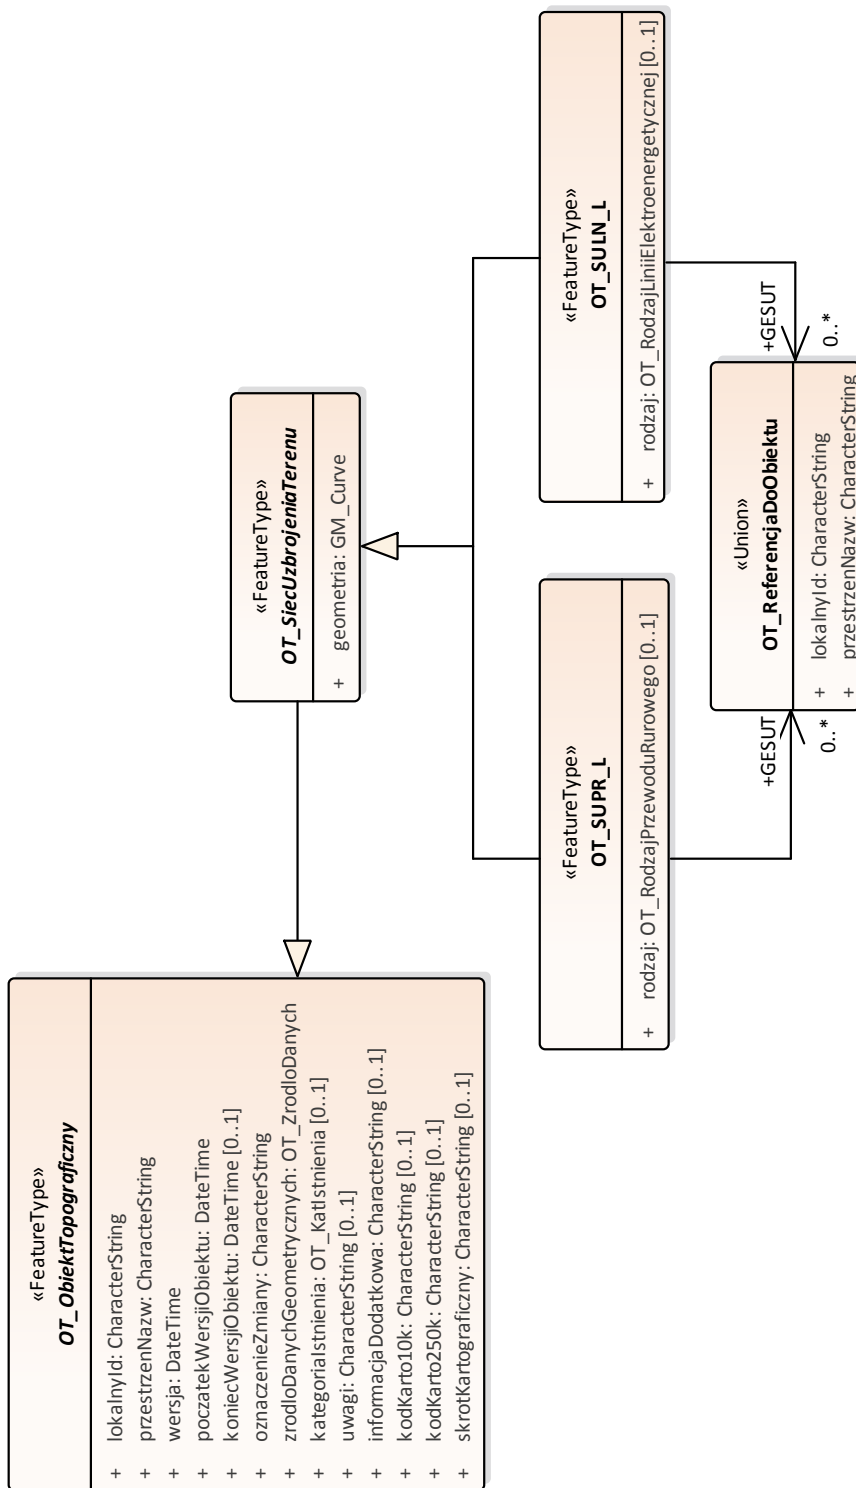 «FeatureType»
OT_ObiektTopograficzny
+ lokalnyId: CharacterString
+ przestrzenNazw: CharacterString
+ wersja: DateTime
+ poczatekWersjiObiektu: DateTime
+ koniecWersjiObiektu: DateTime [0..1]
+ oznaczenieZmiany: CharacterString
+ zrodloDanychGeometrycznych: OT_ZrodloDanych
+ kategoriaIstnienia: OT_KatIstnienia [0..1]
+ uwagi: CharacterString [0..1]
+ informacjaDodatkowa: CharacterString [0..1]
+ kodKarto10k: CharacterString [0..1]
+ kodKarto250k: CharacterString [0..1]
+ skrotKartograficzny: CharacterString [0..1]
«FeatureType»
OT_SiecUzbrojeniaTerenu
+ geometria: GM_Curve
«FeatureType»
OT_SUPR_L
+ rodzaj: OT_RodzajPrzewoduRurowego [0..1]
«FeatureType»
OT_SULN_L
+ rodzaj: OT_RodzajLiniiElektroenergetycznej [0..1]
+GESUT
0..*
+GESUT
0..*
«Union»
OT_ReferencjaDoObiektu
+ lokalnyId: CharacterString
+ przestrzenNazw: CharacterString